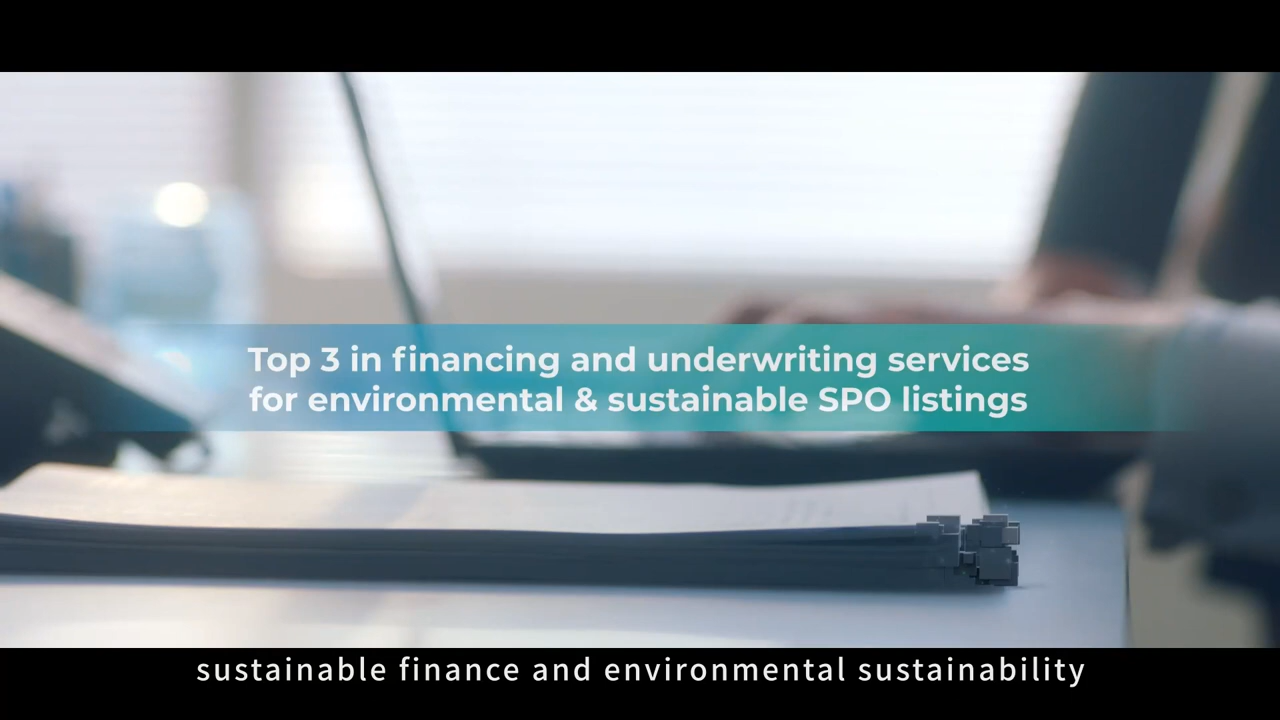 Top 3 in financing and underwriting services
for environmental & sustainable SPO listings
sustainable finance and environmental sustainability